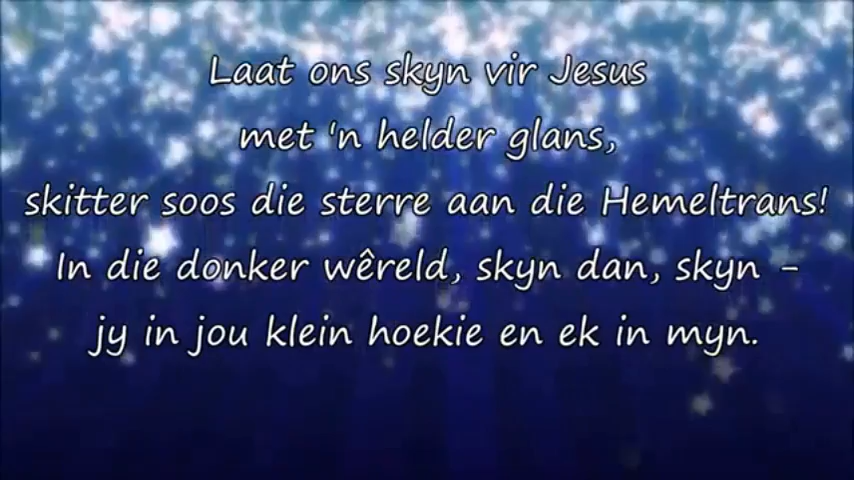 Laat ons skyn vir Jesus
met 'n helder glans,
skitter soos die sterre aan die Hemeltrans!
In die donker wêreld, skyn dan, skyn -
jy in jou klein hoekie en ek in myn.